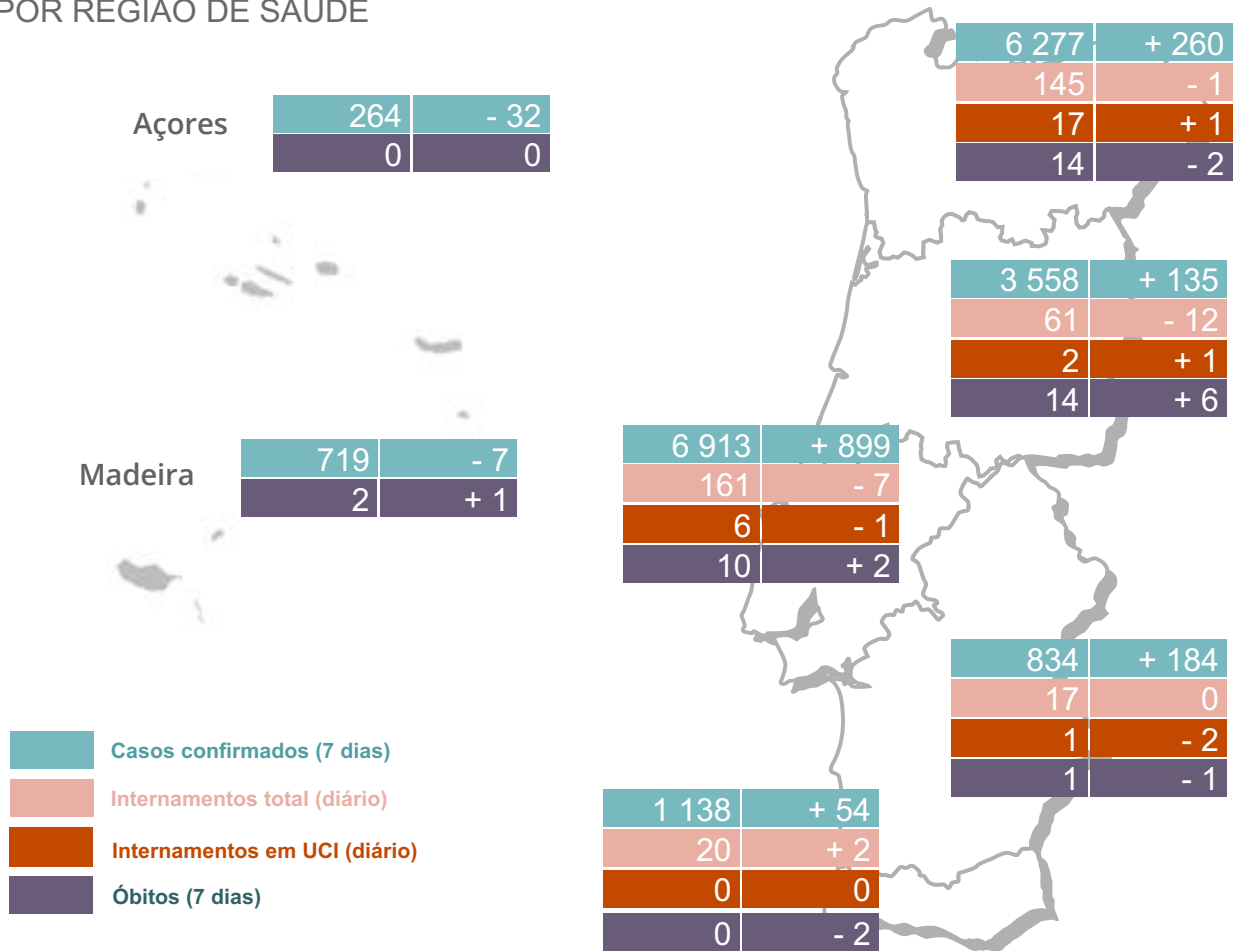 POR REGIÃO DE SAÚDE
Açores
264 - 32
0 0
Madeira
719 - 7
2 + 1
6 277 + 260
145 - 1
17 + 1
14 - 2
3 558 + 135
61 - 12
2 + 1
14 + 6
6 913 + 899
161 - 7
6 - 1
10 + 2
834 + 184
17 0
1 - 2
1 - 1
1 138 + 54
20 + 2
0 0
0 - 2
Casos confirmados (7 dias)
Internamentos total (diário)
Internamentos em UCI (diário)
Óbitos (7 dias)